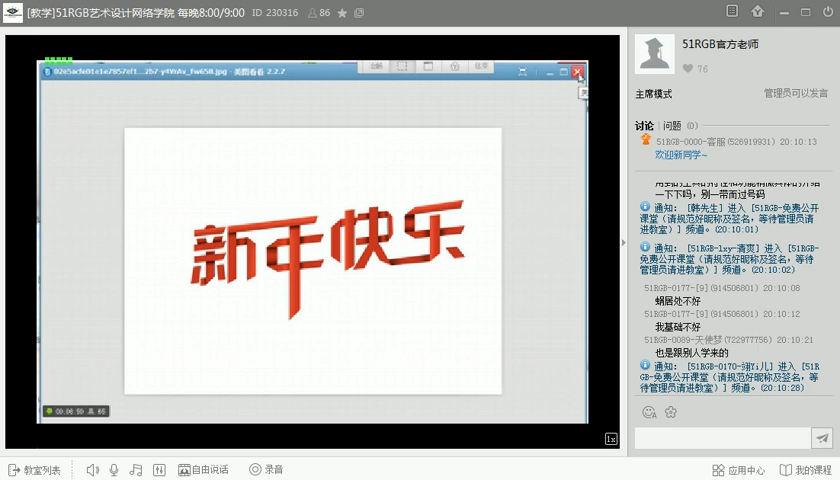 [教学]51RGB艺术设计网络学院 每晚8:00/9:00 ID 230316 86
美图看看 2.2.7
新年快乐
1x
51RGB官方老师
76
主席模式 管理员可以发言
讨论 问题 (0)
51RGB-0000-客服(526919931) 20:10:13
欢迎新同学~
一下下吗，别一带而过号码
通知: [韩先生] 进入 [51RGB-免费公开
课堂 (请规范好昵称及签名，等待管理员请
进教室) ] 频道。(20:10:01)
通知: [51RGB-lxy-清爽] 进入 [51RGB-
免费公开课堂 (请规范好昵称及签名，等待
管理员请进教室) ] 频道。(20:10:02)
51RGB-0177-[9](914506801) 20:10:08
蜗居处不好
51RGB-0177-[9](914506801) 20:10:12
我基础不好
51RGB-0089-天使梦(722977756) 20:10:21
也是跟别人学来的
通知: [51RGB-0170-翊Yi儿] 进入 [51R
GB-免费公开课堂 (请规范好昵称及签名，等
待管理员请进教室) ] 频道。(20:10:28)
教室列表 自由说话 录音 应用中心 我的课程